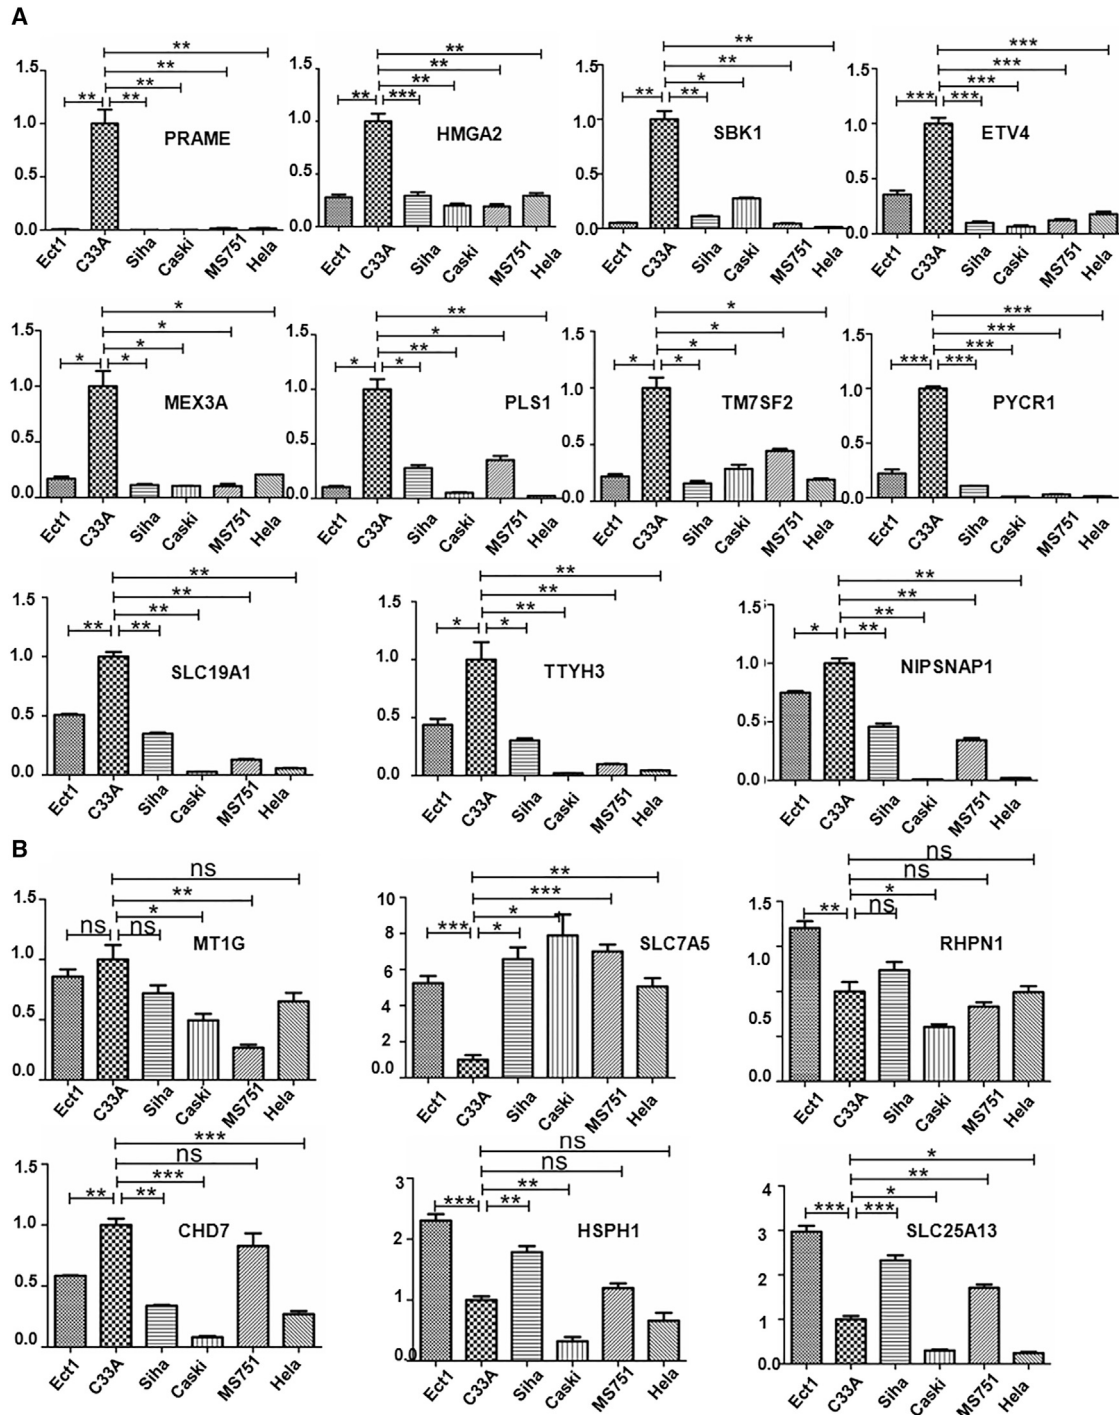 A
** ** ** ** **
1.5
1.0
0.5
0.0
PRAME
Ect1 C33A Siha Caski MS751 Hela
** ** ** ** ***
1.5
1.0
0.5
0.0
HMGA2
Ect1 C33A Siha Caski MS751 Hela
** ** * ** **
1.5
1.0
0.5
0.0
SBK1
Ect1 C33A Siha Caski MS751 Hela
*** *** *** *** ***
1.5
1.0
0.5
0.0
ETV4
Ect1 C33A Siha Caski MS751 Hela
* * * * *
1.5
1.0
0.5
0.0
MEX3A
Ect1 C33A Siha Caski MS751 Hela
** * ** * *
1.5
1.0
0.5
0.0
PLS1
Ect1 C33A Siha Caski MS751 Hela
* * * * *
1.5
1.0
0.5
0.0
TM7SF2
Ect1 C33A Siha Caski MS751 Hela
*** *** *** *** ***
1.5
1.0
0.5
0.0
PYCR1
Ect1 C33A Siha Caski MS751 Hela
** ** ** ** **
1.5
1.0
0.5
0.0
SLC19A1
Ect1 C33A Siha Caski MS751 Hela
** ** ** * *
1.5
1.0
0.5
0.0
TTYH3
Ect1 C33A Siha Caski MS751 Hela
** ** ** * **
1.5
1.0
0.5
0.0
NIPSNAP1
Ect1 C33A Siha Caski MS751 Hela
B
ns ** * ns ns
1.5
1.0
0.5
0.0
MT1G
Ect1 C33A Siha Caski MS751 Hela
** *** * *** *
10
8
6
4
2
0.0
SLC7A5
Ect1 C33A Siha Caski MS751 Hela
ns ns * ** ns
1.5
1.0
0.5
0.0
RHPN1
Ect1 C33A Siha Caski MS751 Hela
*** ns *** ** **
1.5
1.0
0.5
0.0
CHD7
Ect1 C33A Siha Caski MS751 Hela
ns ns ** *** **
3
2
1
0.0
HSPH1
Ect1 C33A Siha Caski MS751 Hela
* ** * *** ***
4
3
2
1
0.0
SLC25A13
Ect1 C33A Siha Caski MS751 Hela